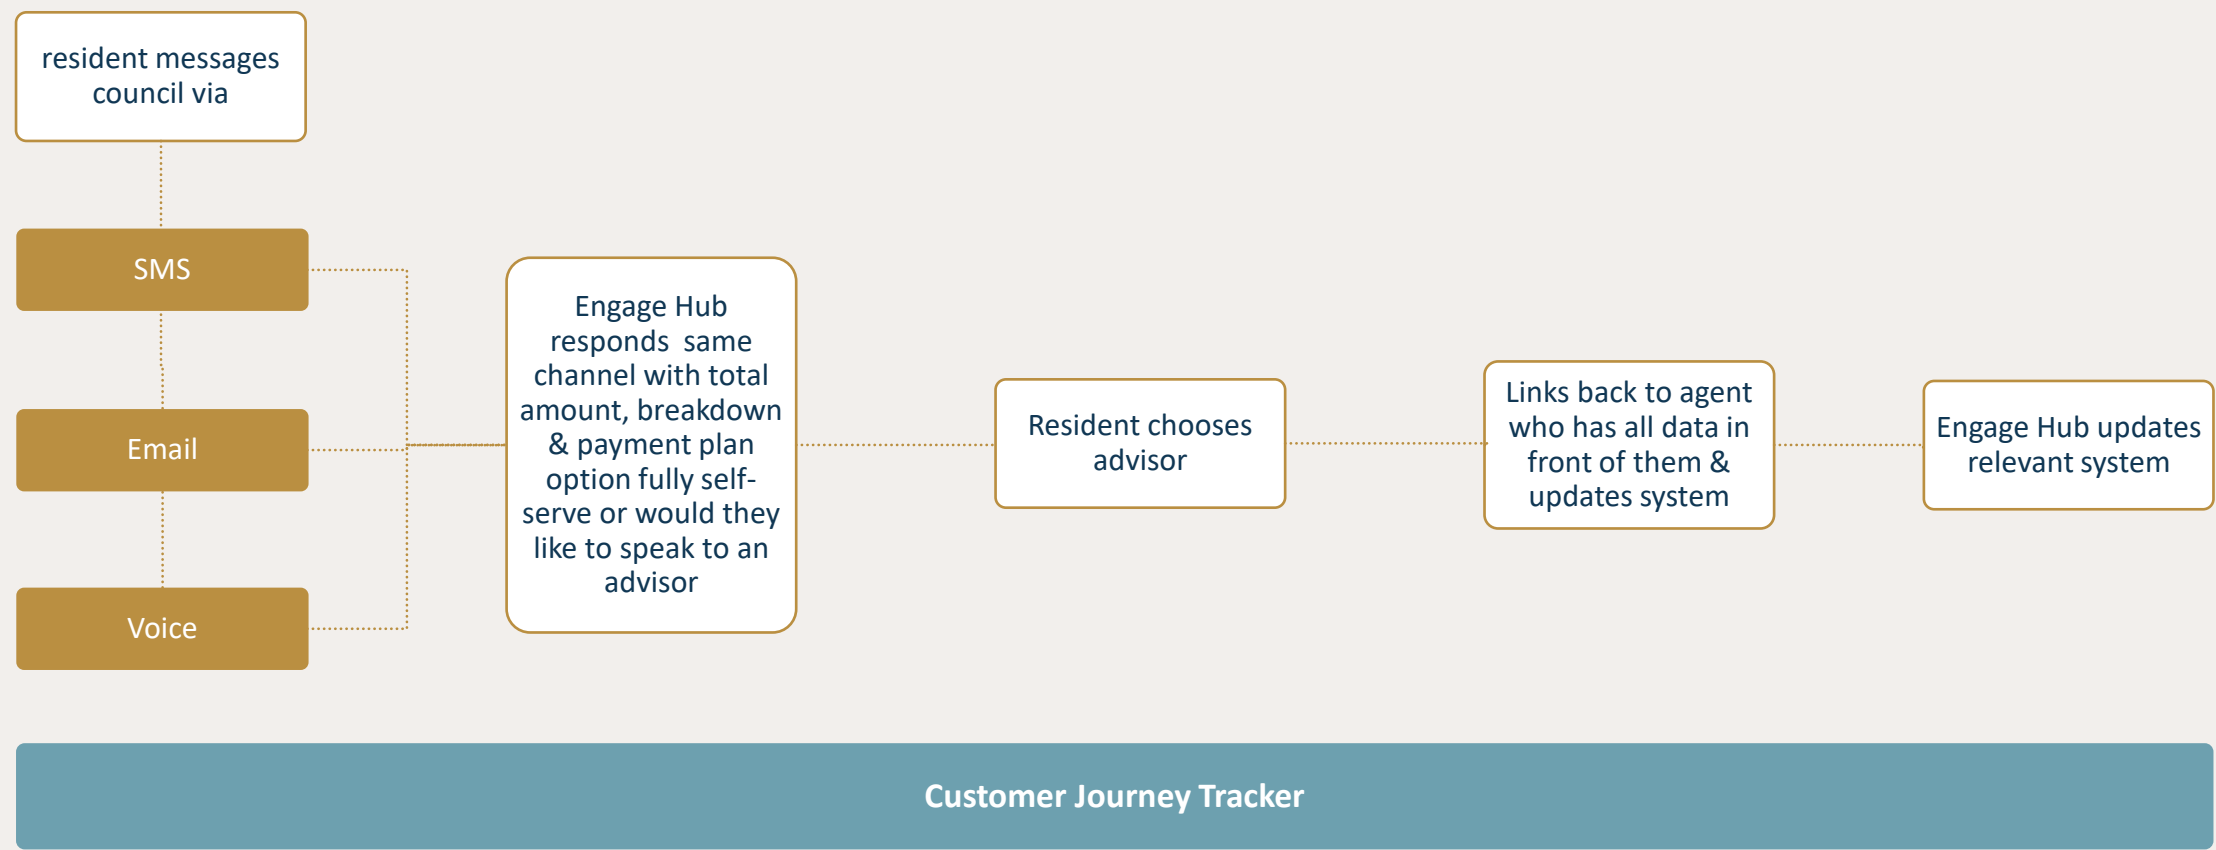 resident messages
council via
SMS
Email
Voice
Engage Hub
responds  same
channel with total
amount, breakdown
& payment plan
option fully self-
serve or would they
like to speak to an
advisor
Resident chooses
advisor
Links back to agent
who has all data in
front of them &
updates system
Engage Hub updates
relevant system
Customer Journey Tracker